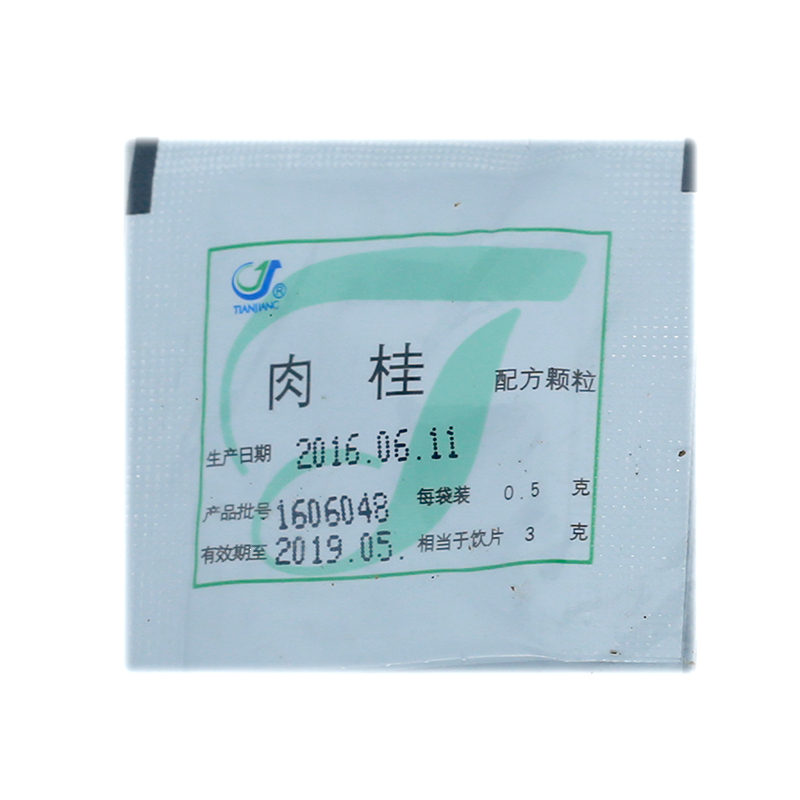 TIANJIANG®
肉 桂 配方颗粒
生产日期 2016.06.11
产品批号 1606048 每袋装 0.5 克
有效期至 2019.05. 相当于饮片 3 克